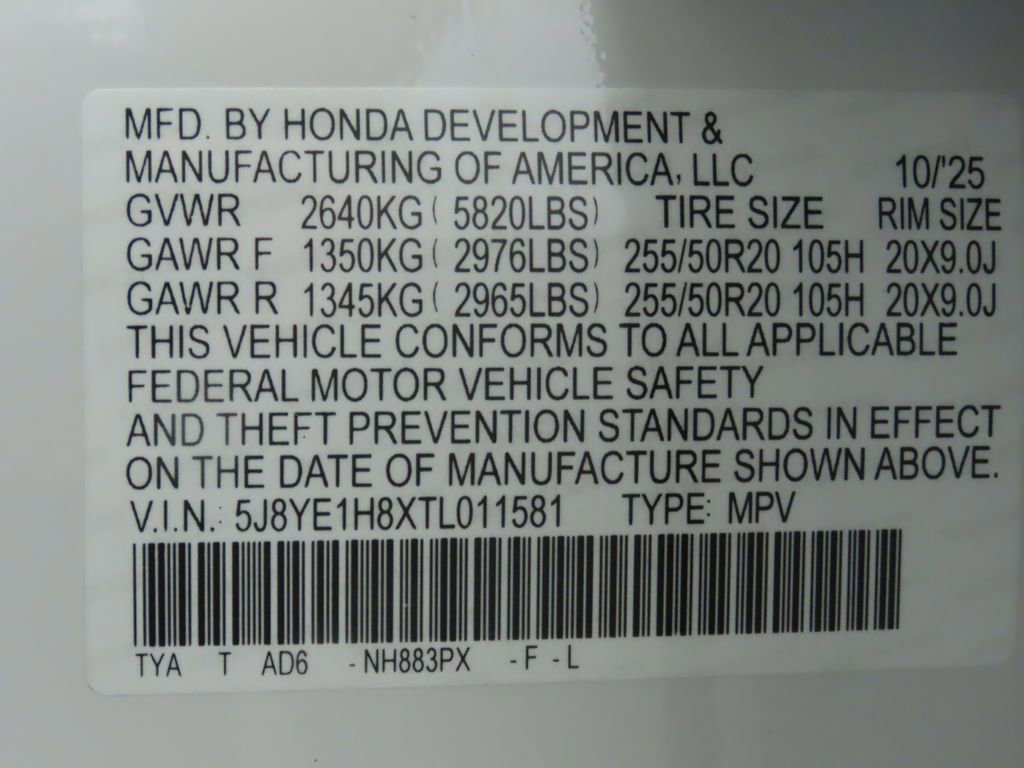 MFD. BY HONDA DEVELOPMENT &
MANUFACTURING OF AMERICA, LLC 10/'25
GVWR 2640KG ( 5820LBS) TIRE SIZE RIM SIZE
GAWR F 1350KG ( 2976LBS) 255/50R20 105H 20X9.0J
GAWR R 1345KG ( 2965LBS) 255/50R20 105H 20X9.0J
THIS VEHICLE CONFORMS TO ALL APPLICABLE
FEDERAL MOTOR VEHICLE SAFETY
AND THEFT PREVENTION STANDARDS IN EFFECT
ON THE DATE OF MANUFACTURE SHOWN ABOVE.
V.I.N.: 5J8YE1H8XTL011581 TYPE: MPV
TYA T AD6 -NH883PX -F -L